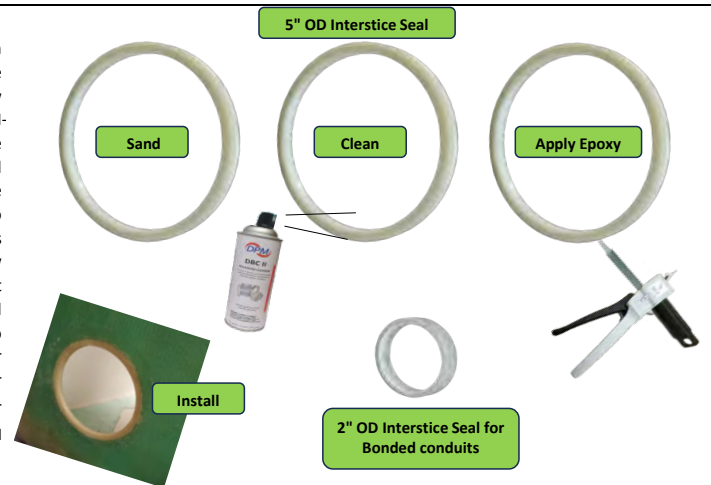 5" OD Interstice Seal
Sand
Clean
Apply Epoxy
DPM
DBC II
Install
2" OD Interstice Seal for
Bonded conduits